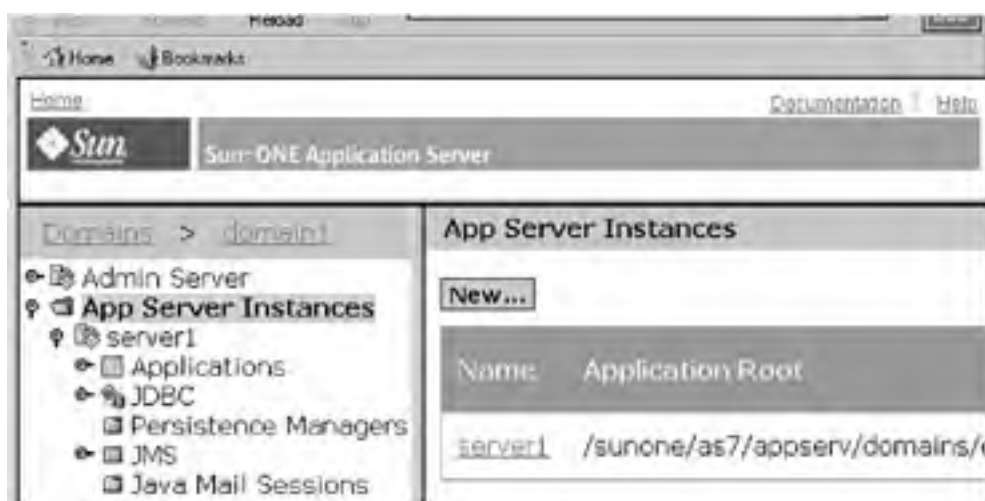 Reload
Home Bookmarks
Home
Documentation Help
Sun
Sun ONE Application Server
Domains > domain1
Admin Server
App Server Instances
server1
Applications
JDBC
Persistence Managers
JMS
Java Mail Sessions
App Server Instances
New...
Name Application Root
server1 /sunone/as7/appserv/domains/